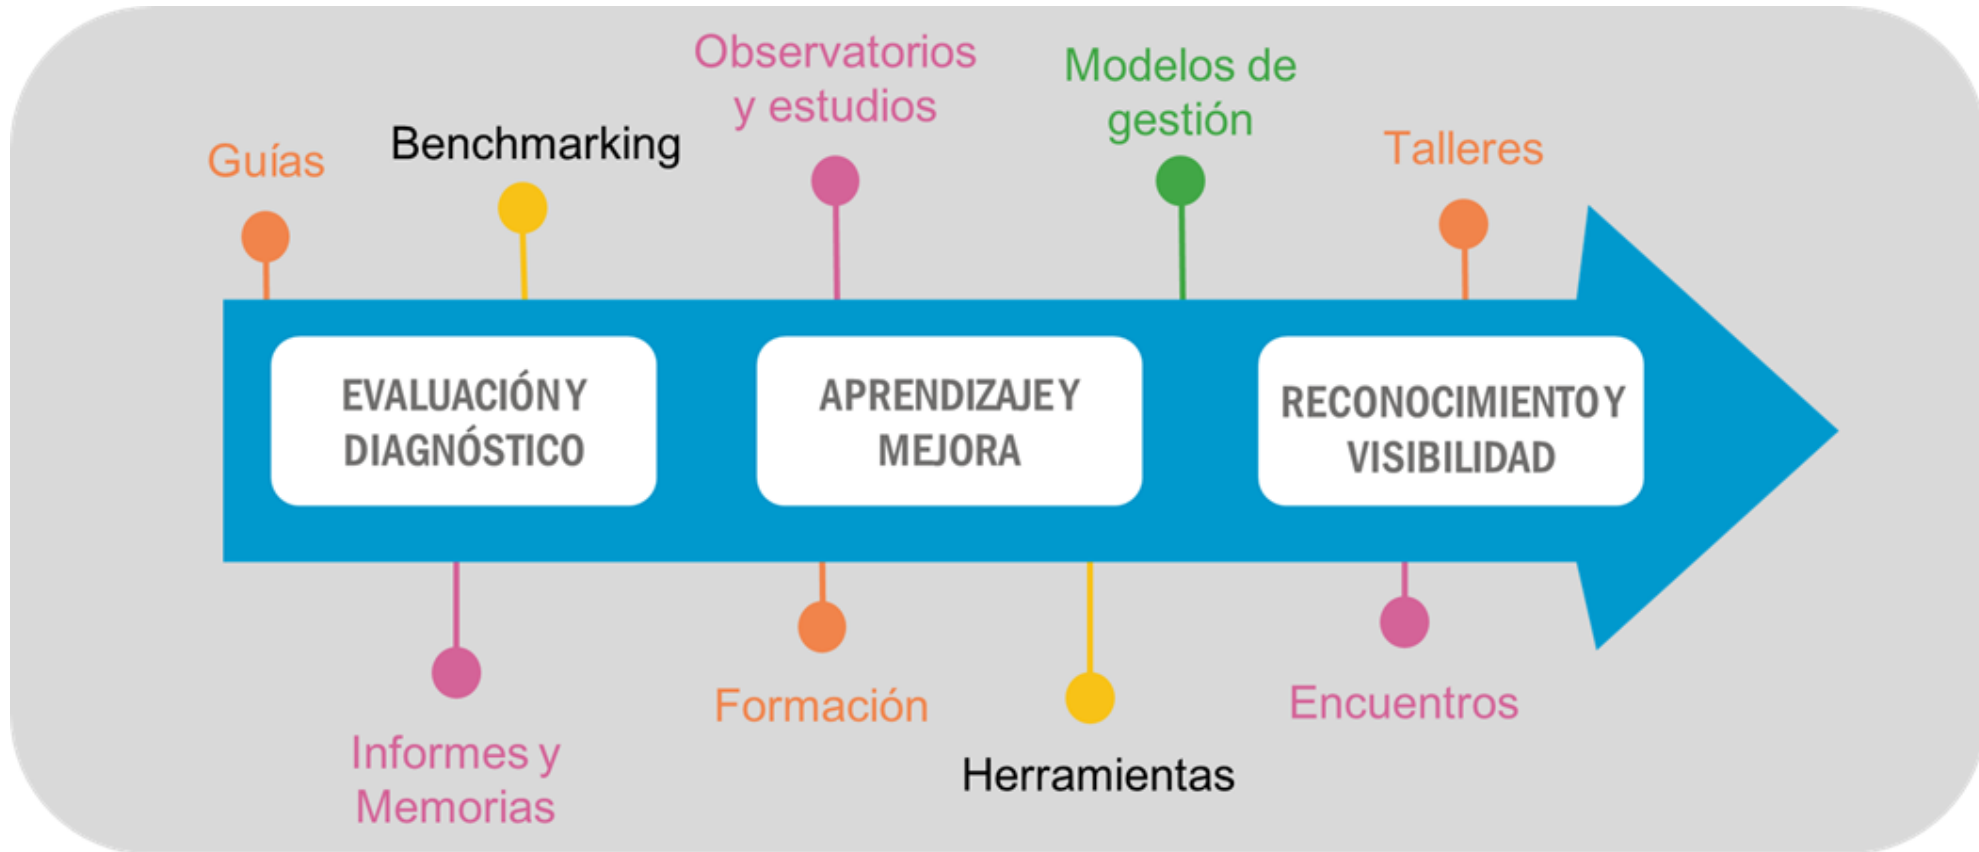 Observatorios
y estudios
Modelos de
gestión
Guías
Benchmarking
Talleres
EVALUACIÓN Y
DIAGNÓSTICO
APRENDIZAJE Y
MEJORA
RECONOCIMIENTO Y
VISIBILIDAD
Informes y
Memorias
Formación
Herramientas
Encuentros